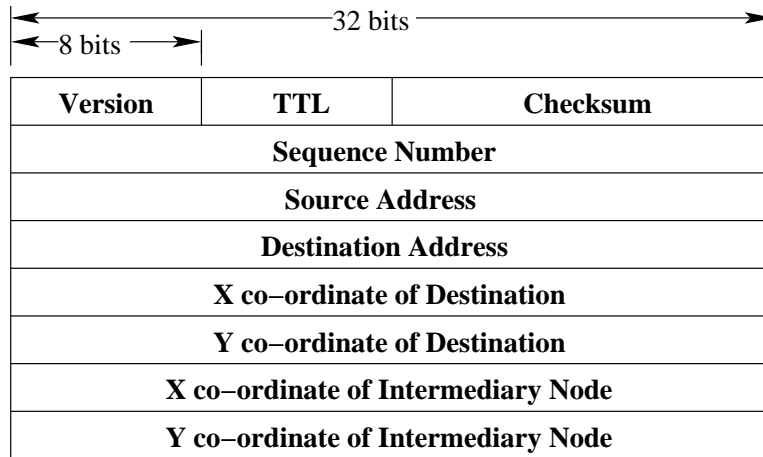 32 bits
8 bits
Version TTL Checksum
Sequence Number
Source Address
Destination Address
X co−ordinate of Destination
Y co−ordinate of Destination
X co−ordinate of Intermediary Node
Y co−ordinate of Intermediary Node